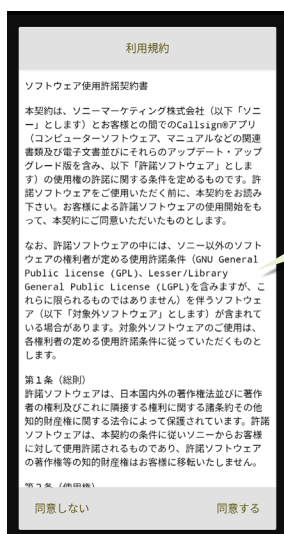 利用規約
ソフトウェア使用許諾契約書
本契約は、ソニーマーケティング株式会社（以下「ソニ
ー」とします）とお客様との間でのCallsign®アプリ
（コンピューターソフトウェア、マニュアルなどの関連
書類及び電子文書並びにそれらのアップデート・アップ
グレード版を含み、以下「許諾ソフトウェア」としま
す）の使用権の許諾に関する条件を定めるものです。許
諾ソフトウェアをご使用いただく前に、本契約をお読み
下さい。お客様による許諾ソフトウェアの使用開始をも
って、本契約にご同意いただいたものとします。
なお、許諾ソフトウェアの中には、ソニー以外のソフト
ウェアの権利者が定める使用許諾条件（GNU General
Public license (GPL)、Lesser/Library
General Public License (LGPL)を含みますが、こ
れらに限られるものではありません）を伴うソフトウェ
ア（以下「対象外ソフトウェア」とします）が含まれて
いる場合があります。対象外ソフトウェアのご使用は、
各権利者の定める使用許諾条件に従っていただくものと
します。
第１条（総則）
許諾ソフトウェアは、日本国内外の著作権法並びに著作
者の権利及びこれに隣接する権利に関する諸条約その他
知的財産権に関する法令によって保護されています。許諾
ソフトウェアは、本契約の条件に従いソニーからお客様
に対して使用許諾されるものであり、許諾ソフトウェア
の著作権等の知的財産権はお客様に移転いたしません。
第２条（使用権）
同意しない
同意する